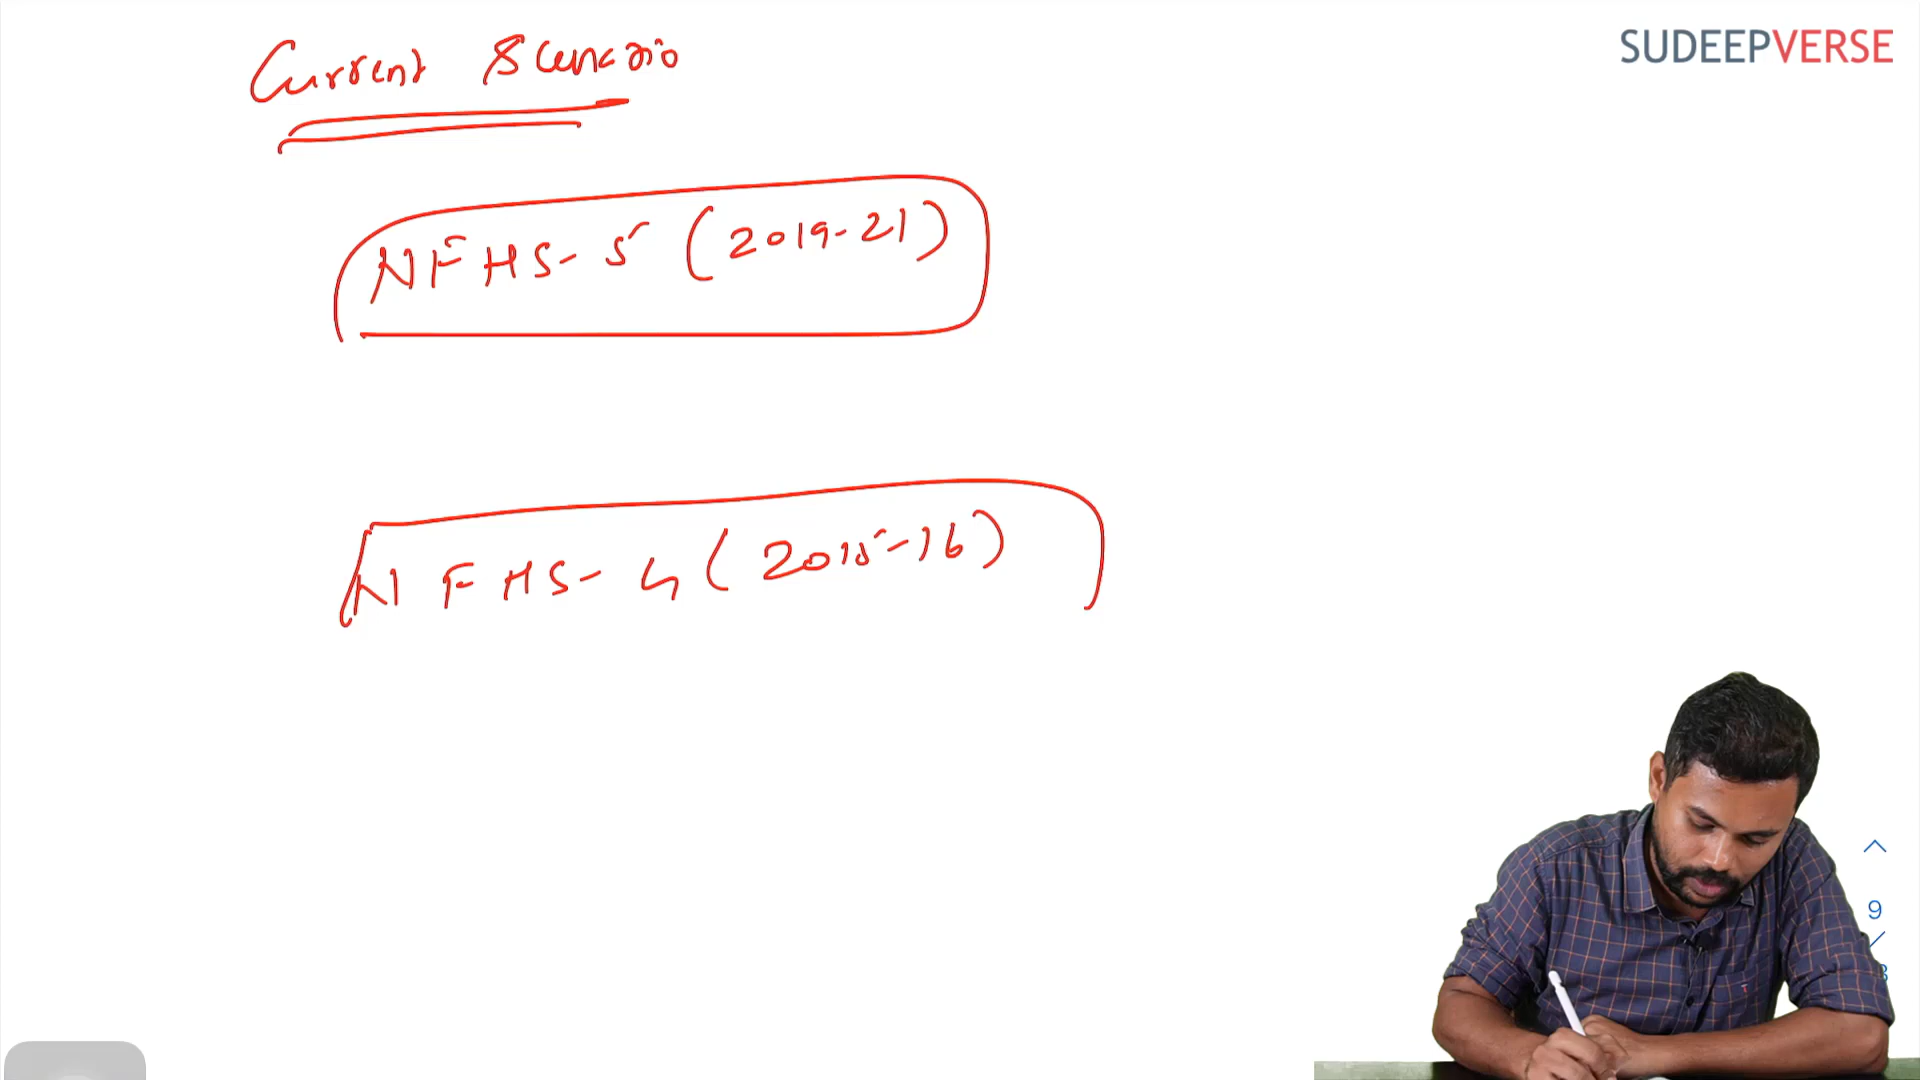 Current Scenario
SUDEEPVERSE
NFHS-5 (2019-21)
NFHS-4 (2015-16)
9
/